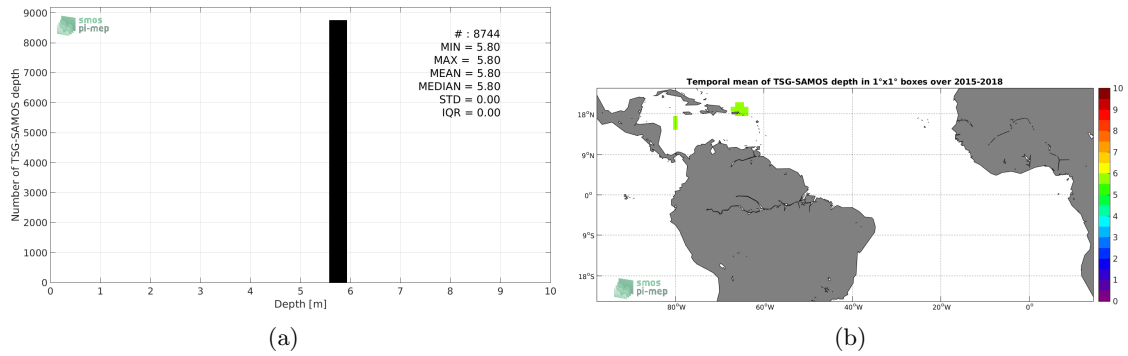 9000
8000
7000
6000
5000
4000
3000
2000
1000
0
Number of TSG-SAMOS depth
smos
pi-mep
# : 8744
MIN = 5.80
MAX = 5.80
MEAN = 5.80
MEDIAN = 5.80
STD = 0.00
IQR = 0.00
0 1 2 3 4 5 6 7 8 9 10
Depth [m]
(a)
Temporal mean of TSG-SAMOS depth in 1°x1° boxes over 2015-2018
18°N
9°N
0°
9°S
18°S
smos
pi-mep
80°W 60°W 40°W 20°W 0°
10
9
8
7
6
5
4
3
2
1
0
(b)